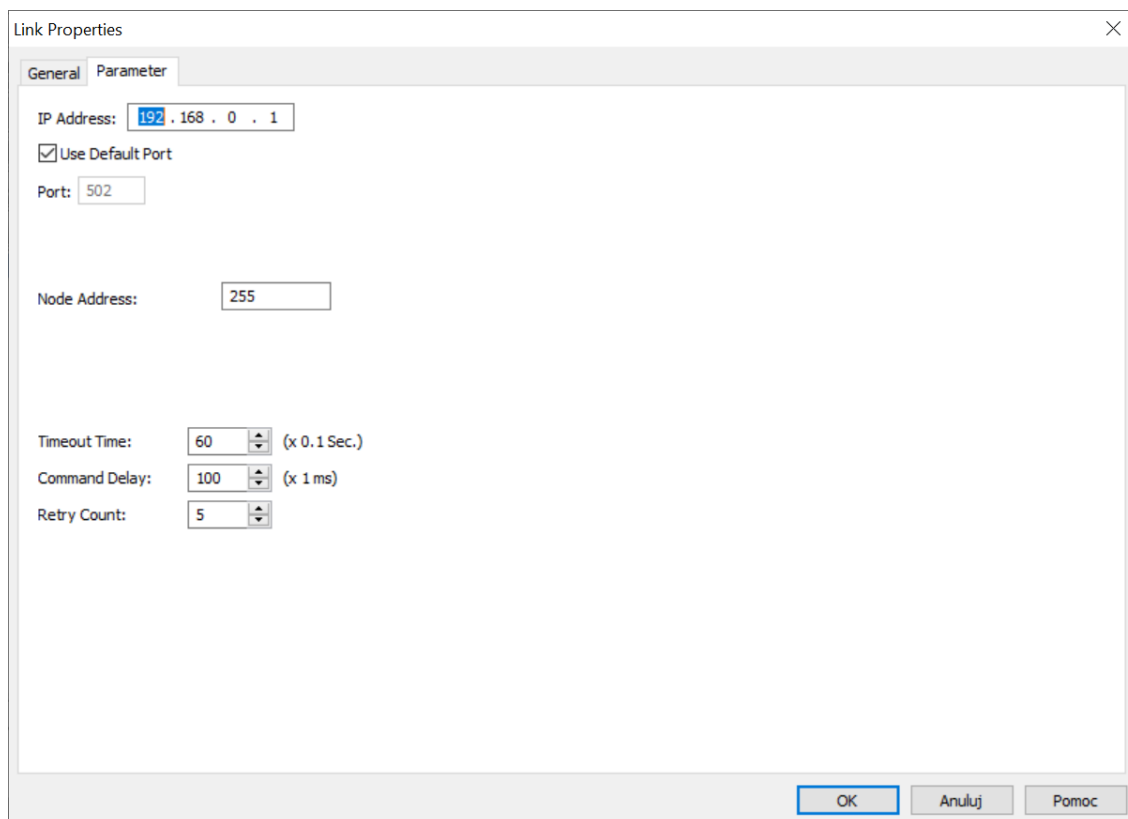 Link Properties
General Parameter
IP Address: 192 . 168 . 0 . 1
Use Default Port
Port: 502
Node Address: 255
Timeout Time: 60 (x 0.1 Sec.)
Command Delay: 100 (x 1 ms)
Retry Count: 5
OK Anuluj Pomoc